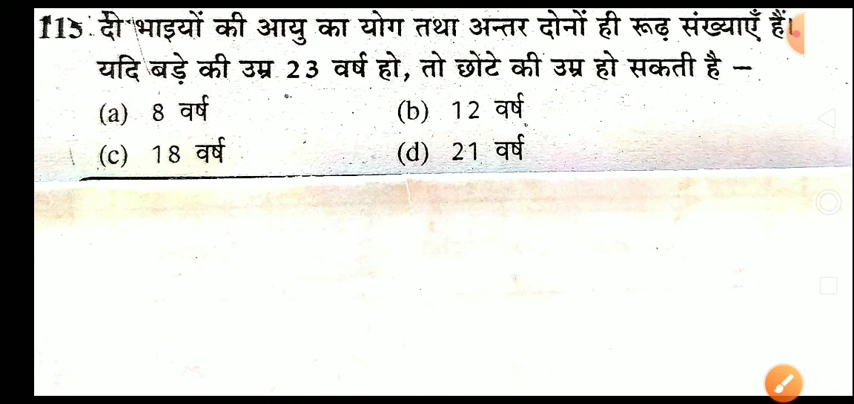 115. दो भाइयों की आयु का योग तथा अन्तर दोनों ही रूढ़ संख्याएँ हैं।
यदि बड़े की उम्र 23 वर्ष हो, तो छोटे की उम्र हो सकती है –
(a) 8 वर्ष (b) 12 वर्ष
(c) 18 वर्ष (d) 21 वर्ष